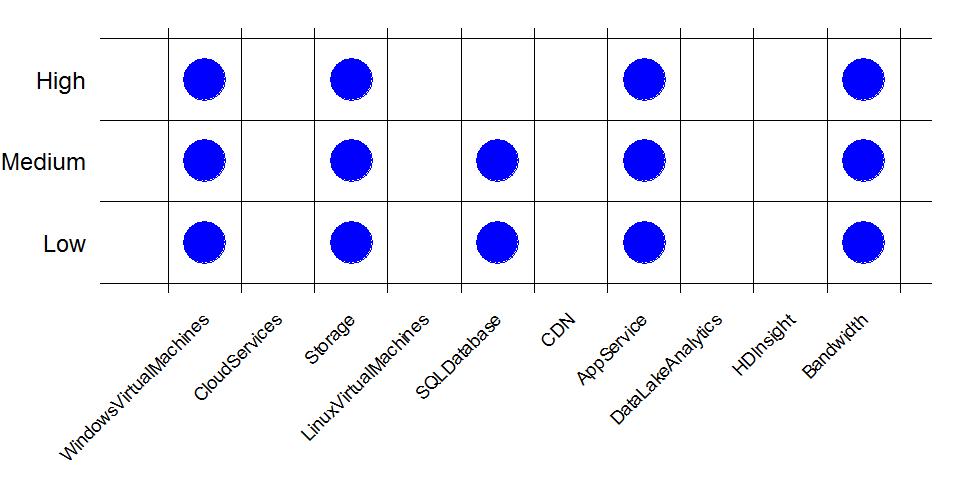 High
Medium
Low
WindowsVirtualMachines
CloudServices
Storage
LinuxVirtualMachines
SQLDatabase
CDN
AppService
DataLakeAnalytics
HDInsight
Bandwidth